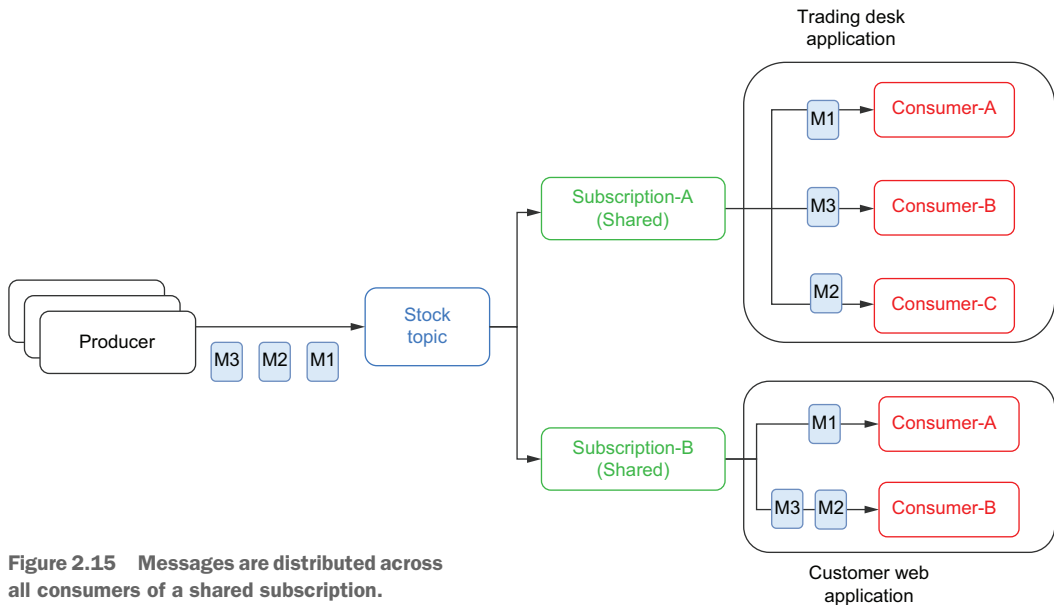 Trading desk
application
M1
Consumer-A
Subscription-A
(Shared)
M3
Consumer-B
M2
Consumer-C
Producer
M3
M2
M1
Stock
topic
Subscription-B
(Shared)
M1
Consumer-A
M3
M2
Consumer-B
Customer web
application
Figure 2.15 Messages are distributed across
all consumers of a shared subscription.